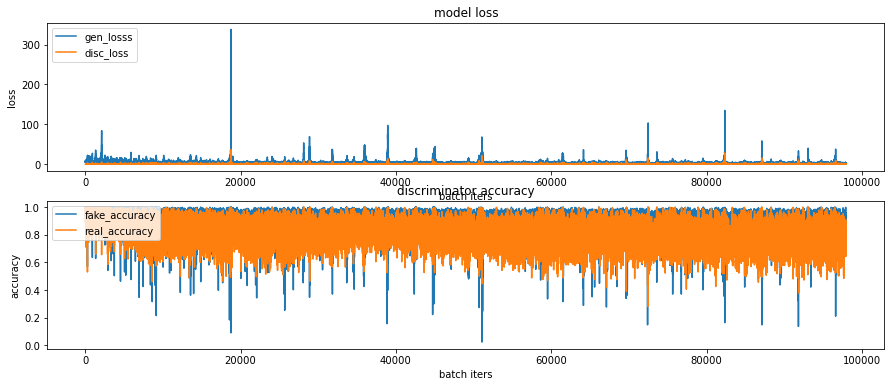 model loss
gen_losss
disc_loss
loss
300
200
100
0
0 20000 40000 60000 80000 100000
batch iters
discriminator accuracy
fake_accuracy
real_accuracy
accuracy
1.0
0.8
0.6
0.4
0.2
0.0
0 20000 40000 60000 80000 100000
batch iters